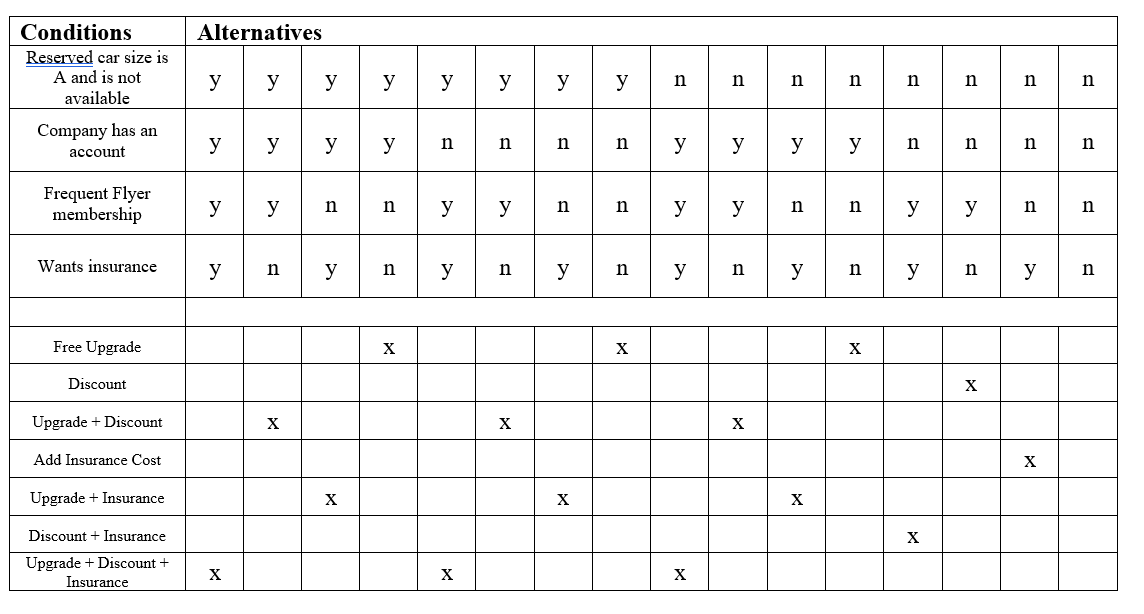 Conditions Alternatives
Reserved car size is
A and is not
available
y y y y y y y y n n n n n n n n
Company has an
account
y y y y n n n n y y y y n n n n
Frequent Flyer
membership
y y n n y y n n y y n n y y n n
Wants insurance y n y n y n y n y n y n y n y n
Free Upgrade x x x
Discount x
Upgrade + Discount x x x
Add Insurance Cost x
Upgrade + Insurance x x x
Discount + Insurance x
Upgrade + Discount +
Insurance
x x x